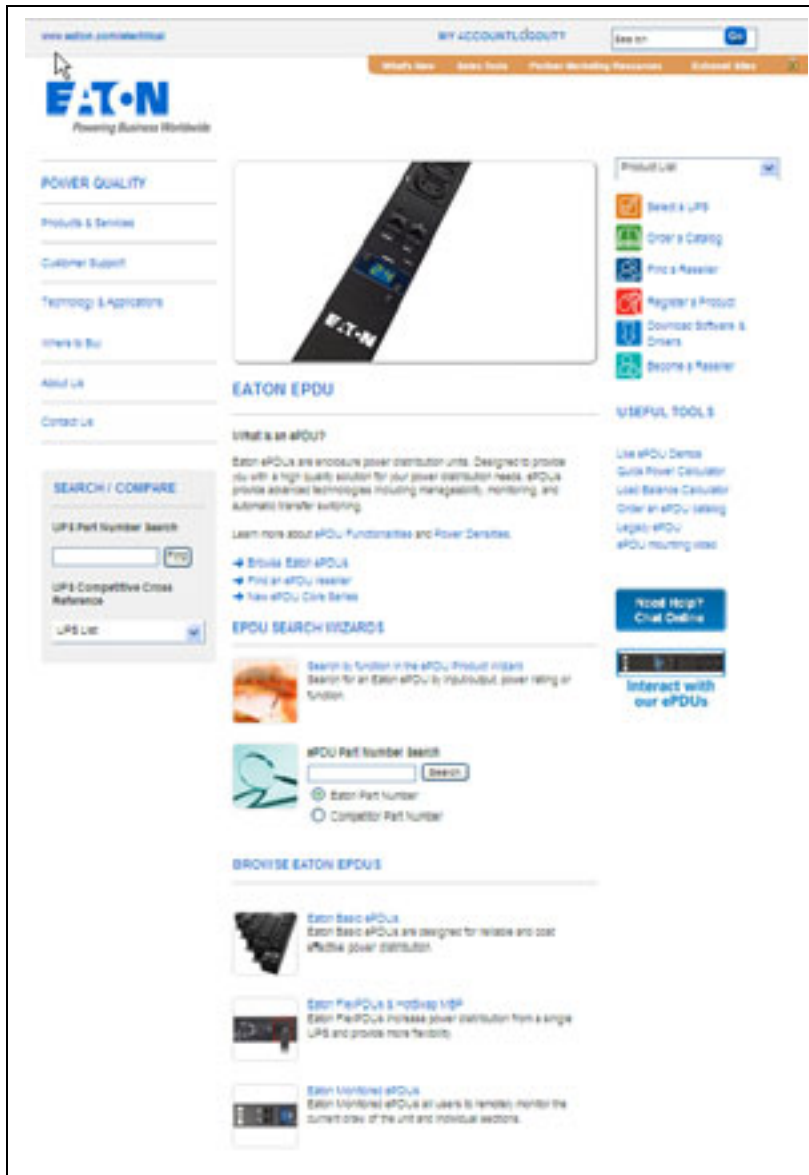 www.eaton.com/electrical
MY ACCOUNT
Search
Go
What's New
Sales Tools
Partner Marketing Resources
Extranet Sites
EATON
Powering Business Worldwide
POWER QUALITY
Products & Services
Customer Support
Technology & Applications
Where to Buy
About Us
Contact Us
SEARCH / COMPARE
UPS Part Number Search
Find
UPS Competitive Cross
Reference
UPS List
EATON
EATON EPDU
What is an ePDU?
Eaton ePDUs are enclosure power distribution units. Designed to provide
you with a high quality solution for your power distribution needs, ePDUs
provide advanced technologies including manageability, monitoring, and
automatic transfer switching.
Learn more about ePDU Functionalities and Power Densities.
Browse Eaton ePDUs
Find an ePDU reseller
New ePDU Core Series
EPDU SEARCH WIZARDS
Search by function in the ePDU Product Wizard
Search for an Eaton ePDU by input/output, power rating or
function.
ePDU Part Number Search
Search
Eaton Part Number
Competitor Part Number
BROWSE EATON EPDUS
Eaton Basic ePDUs
Eaton Basic ePDUs are designed for reliable and cost
effective power distribution.
Eaton FlexPDUs & HotSwap MBP
Eaton FlexPDUs increase power distribution from a single
UPS and provide more flexibility.
Eaton Monitored ePDUs
Eaton Monitored ePDUs all users to remotely monitor the
current draw of the unit and individual sections.
Product List
Select a UPS
Order a Catalog
Find a Reseller
Register a Product
Download Software &
Drivers
Become a Reseller
USEFUL TOOLS
Live ePDU Demos
Quick Power Calculator
Load Balance Calculator
Order an ePDU catalog
Legacy ePDU
ePDU mounting video
Need Help?
Chat Online
Interact with
our ePDUs